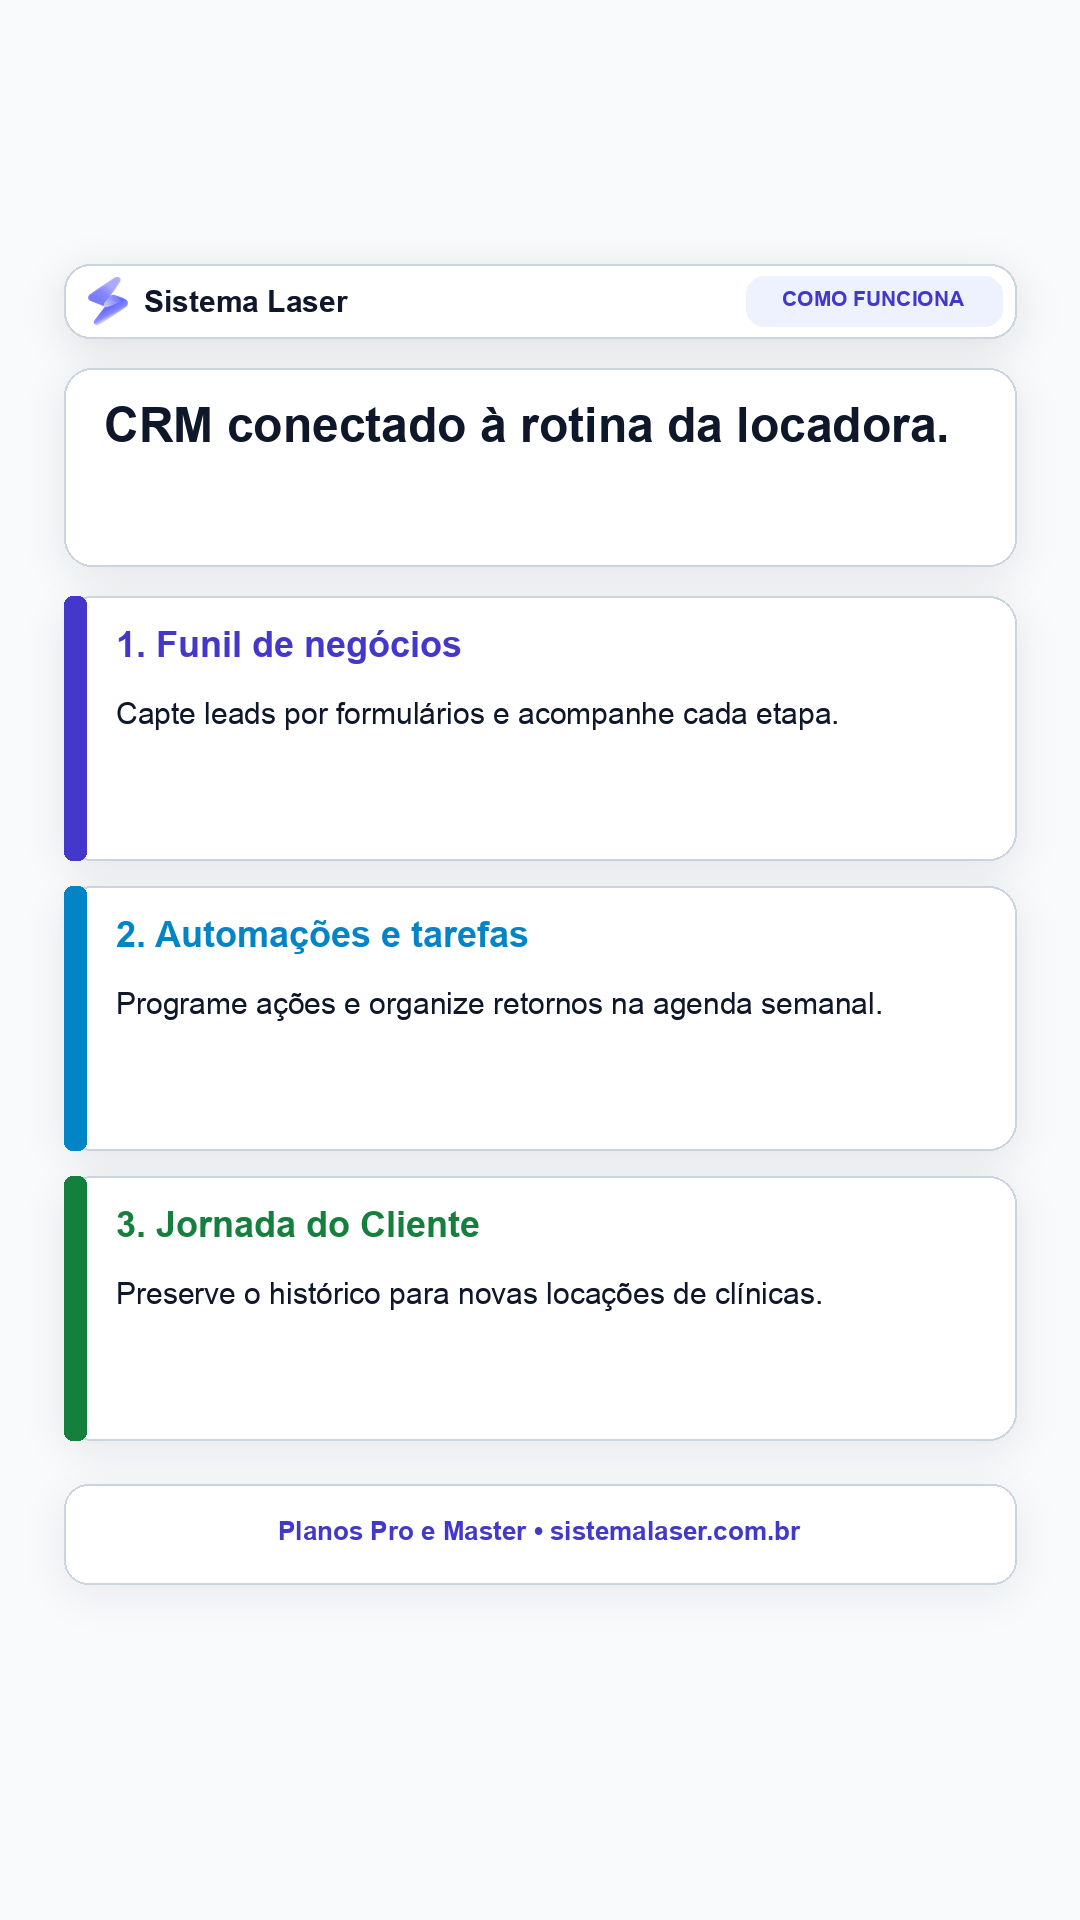 Sistema Laser
COMO FUNCIONA
CRM conectado à rotina da locadora.
1. Funil de negócios
Capte leads por formulários e acompanhe cada etapa.
2. Automações e tarefas
Programe ações e organize retornos na agenda semanal.
3. Jornada do Cliente
Preserve o histórico para novas locações de clínicas.
Planos Pro e Master • sistemalaser.com.br